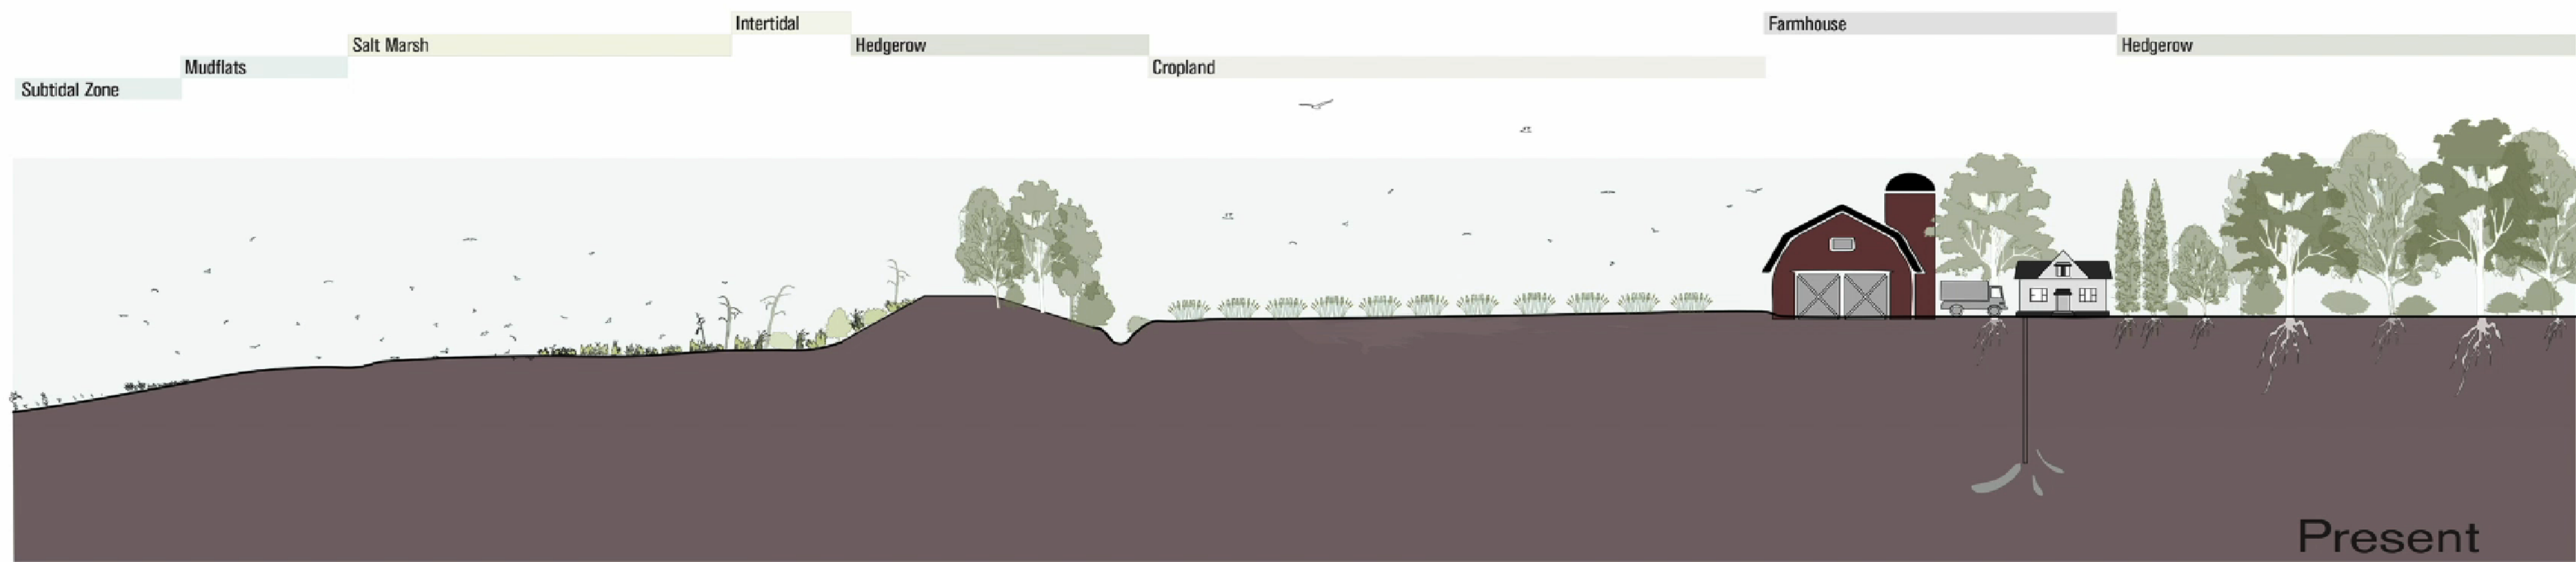 Subtidal Zone
Mudflats
Salt Marsh
Intertidal
Hedgerow
Cropland
Farmhouse
Hedgerow
Present